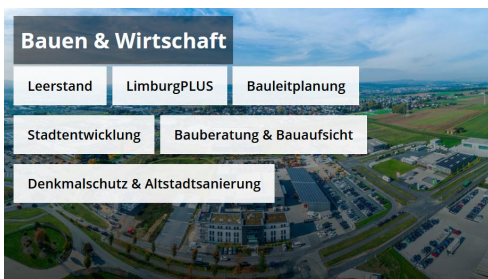 Bauen & Wirtschaft
Leerstand LimburgPLUS Bauleitplanung
Stadtentwicklung Bauberatung & Bauaufsicht
Denkmalschutz & Altstadtsanierung